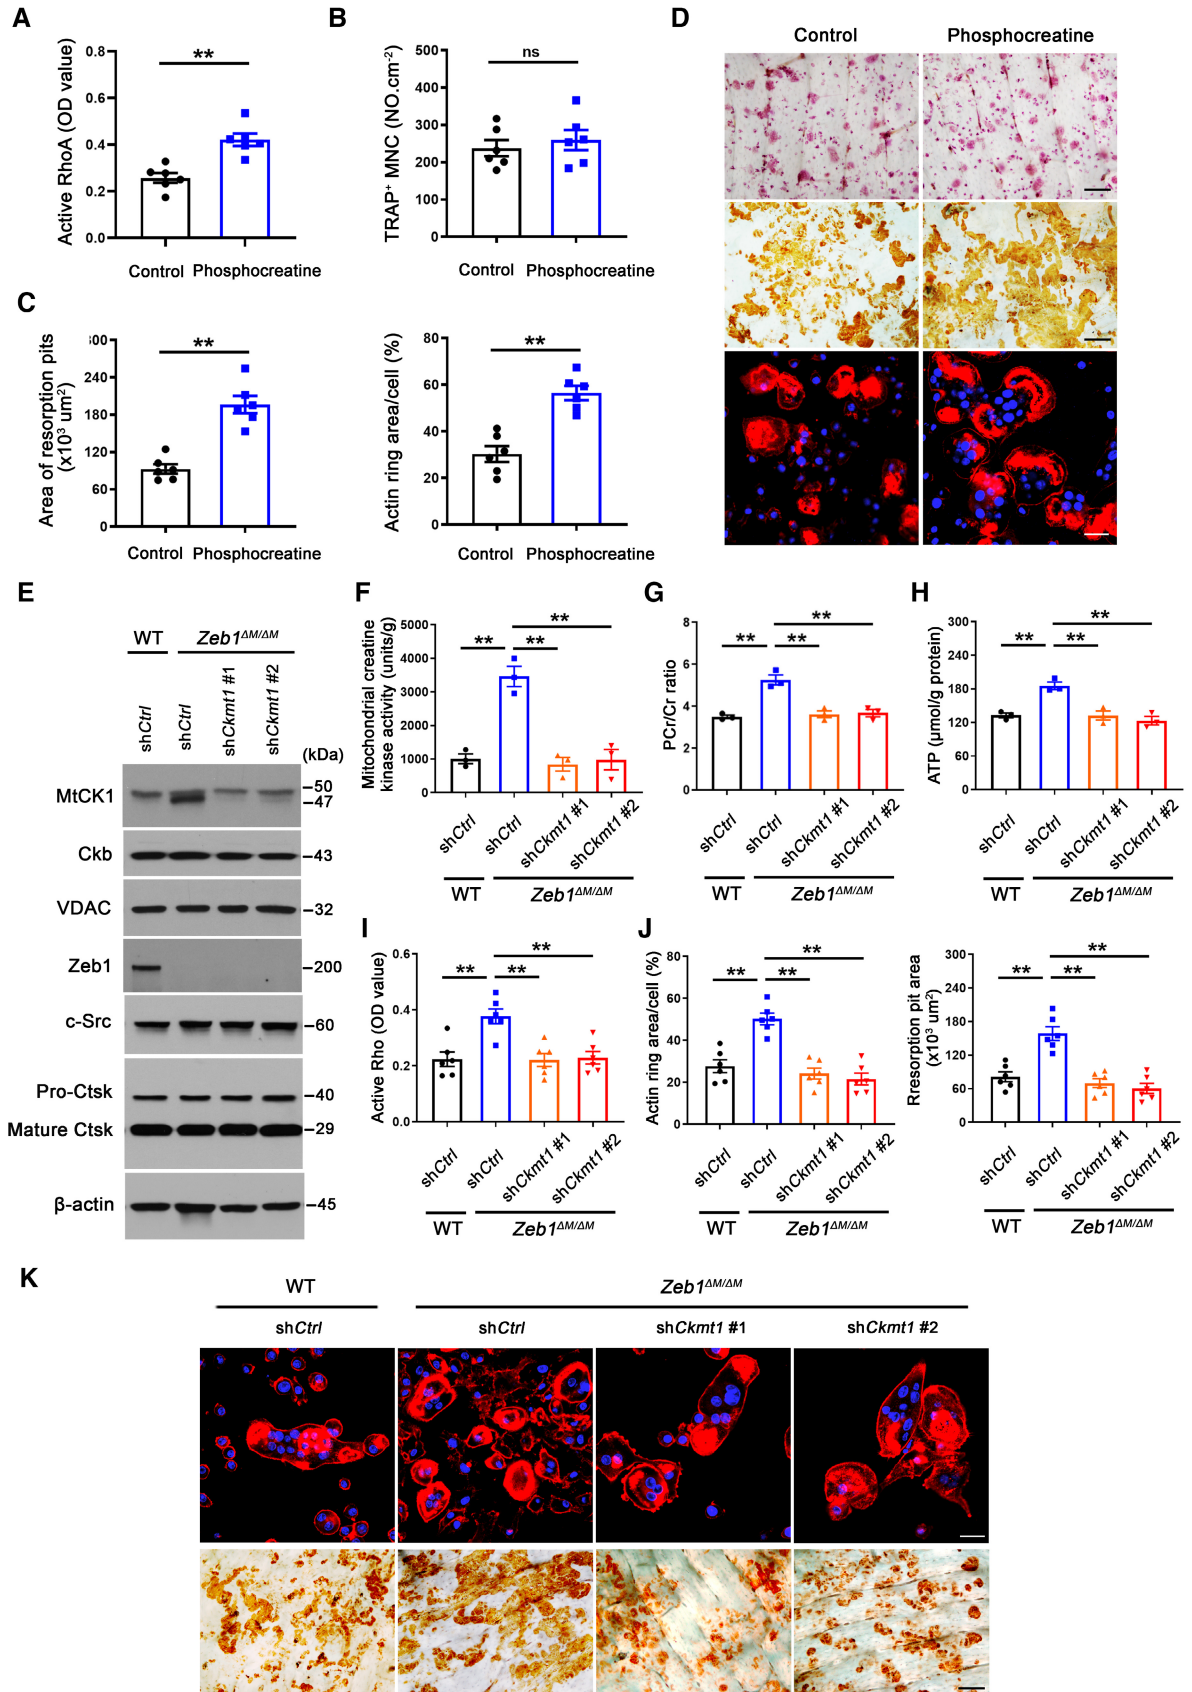 A
Active RhoA (OD value)
0.8
0.6
0.4
0.2
0.0
**
Control Phosphocreatine
B
TRAP⁺ MNC (NO.cm⁻²)
500
400
300
200
100
0
ns
Control Phosphocreatine
C
Area of resorption pits
(x10³ um²)
240
180
120
60
0
**
Control Phosphocreatine
Actin ring area/cell (%)
80
60
40
20
0
**
Control Phosphocreatine
D
Control Phosphocreatine
E
WT Zeb1ΔM/ΔM
shCtrl shCtrl shCkmt1 #1 shCkmt1 #2
(kDa)
MtCK1 –50
–47
Ckb –43
VDAC –32
Zeb1 –200
c-Src –60
Pro-Ctsk –40
Mature Ctsk –29
β-actin –45
F
Mitochondrial creatine
kinase activity (units/g)
5000
4000
3000
2000
1000
0
** ** **
shCtrl shCtrl shCkmt1 #1 shCkmt1 #2
WT Zeb1ΔM/ΔM
G
PCr/Cr ratio
8
6
4
2
0
** ** **
shCtrl shCtrl shCkmt1 #1 shCkmt1 #2
WT Zeb1ΔM/ΔM
H
ATP (μmol/g protein)
300
240
180
120
60
0
** ** **
shCtrl shCtrl shCkmt1 #1 shCkmt1 #2
WT Zeb1ΔM/ΔM
I
Active Rho (OD value)
0.6
0.4
0.2
0.0
** ** **
shCtrl shCtrl shCkmt1 #1 shCkmt1 #2
WT Zeb1ΔM/ΔM
J
Actin ring area/cell (%)
80
60
40
20
0
** ** **
shCtrl shCtrl shCkmt1 #1 shCkmt1 #2
WT Zeb1ΔM/ΔM
Rresorption pit area
(x10³ um²)
300
240
180
120
60
0
** ** **
shCtrl shCtrl shCkmt1 #1 shCkmt1 #2
WT Zeb1ΔM/ΔM
K
WT Zeb1ΔM/ΔM
shCtrl shCtrl shCkmt1 #1 shCkmt1 #2